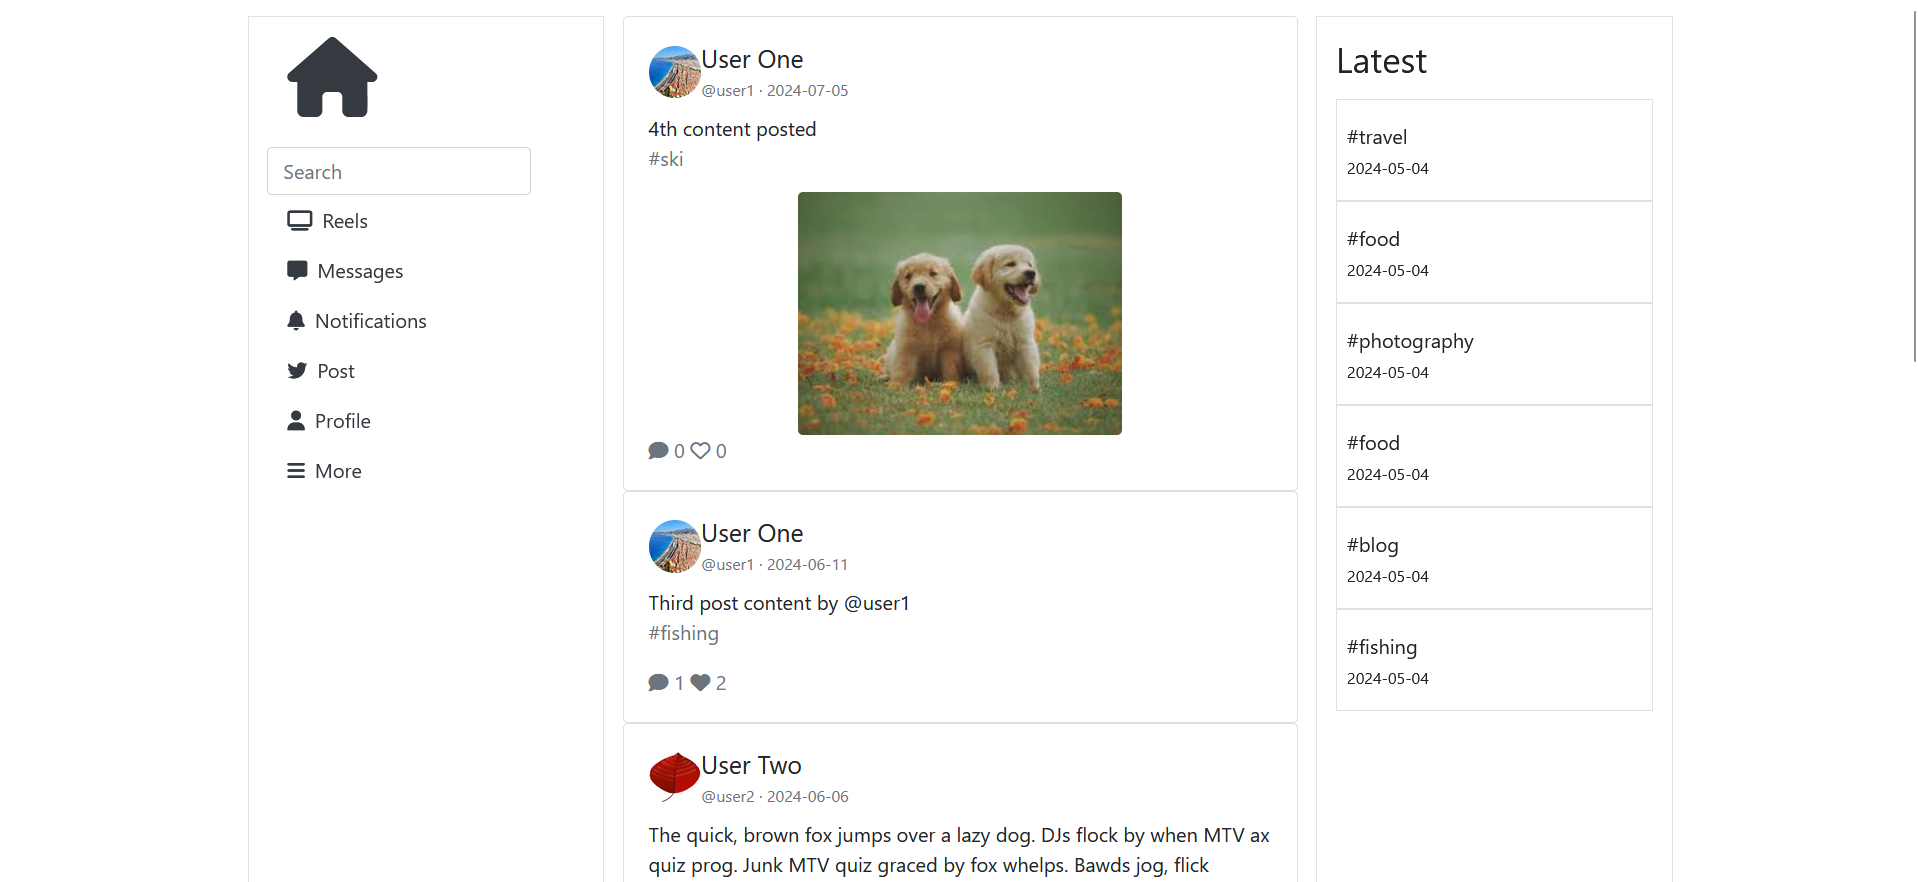 Search
Reels
Messages
Notifications
Post
Profile
More
User One
@user1 · 2024-07-05
4th content posted
#ski
0 0
User One
@user1 · 2024-06-11
Third post content by @user1
#fishing
1 2
User Two
@user2 · 2024-06-06
The quick, brown fox jumps over a lazy dog. DJs flock by when MTV ax
quiz prog. Junk MTV quiz graced by fox whelps. Bawds jog, flick
Latest
#travel
2024-05-04
#food
2024-05-04
#photography
2024-05-04
#food
2024-05-04
#blog
2024-05-04
#fishing
2024-05-04